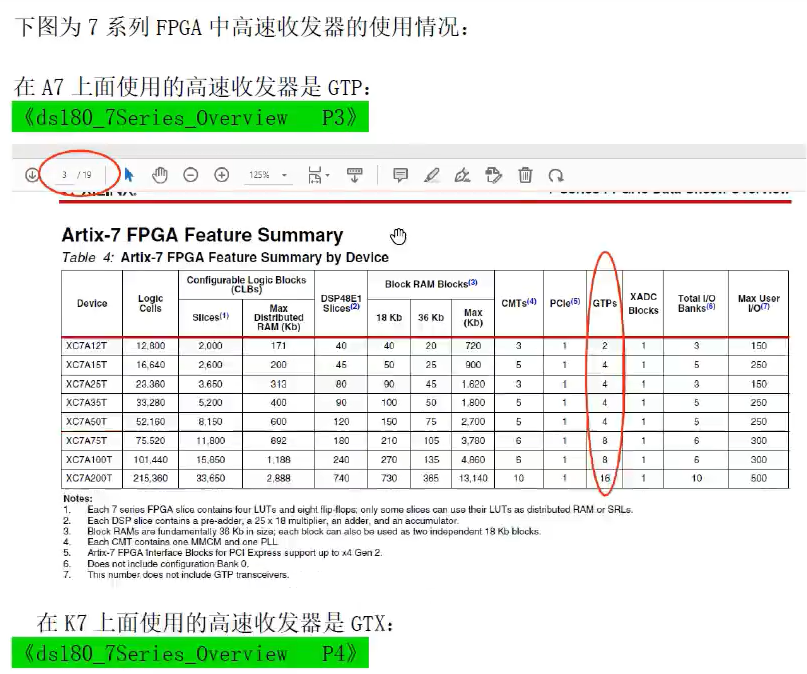 下图为 7 系列 FPGA 中高速收发器的使用情况：
在 A7 上面使用的高速收发器是 GTP：
《ds180_7Series_Overview P3》
3 / 19
125%
Artix-7 FPGA Feature Summary
Table 4: Artix-7 FPGA Feature Summary by Device
Device Logic Cells Configurable Logic Blocks (CLBs) DSP48E1 Slices(2) Block RAM Blocks(3) CMTs(4) PCIe(5) GTPs XADC Blocks Total I/O Banks(6) Max User I/O(7)
Slices(1) Max Distributed RAM (Kb) 18 Kb 36 Kb Max (Kb)
XC7A12T 12,800 2,000 171 40 40 20 720 3 1 2 1 3 150
XC7A15T 16,640 2,600 200 45 50 25 900 5 1 4 1 5 250
XC7A25T 23,360 3,650 313 80 90 45 1,620 3 1 4 1 3 150
XC7A35T 33,280 5,200 400 90 100 50 1,800 5 1 4 1 5 250
XC7A50T 52,160 8,150 600 120 150 75 2,700 5 1 4 1 5 250
XC7A75T 75,520 11,800 892 180 210 105 3,780 6 1 8 1 6 300
XC7A100T 101,440 15,850 1,188 240 270 135 4,860 6 1 8 1 6 300
XC7A200T 215,360 33,650 2,888 740 730 365 13,140 10 1 16 1 10 500
Notes:
1. Each 7 series FPGA slice contains four LUTs and eight flip-flops; only some slices can use their LUTs as distributed RAM or SRLs.
2. Each DSP slice contains a pre-adder, a 25 x 18 multiplier, an adder, and an accumulator.
3. Block RAMs are fundamentally 36 Kb in size; each block can also be used as two independent 18 Kb blocks.
4. Each CMT contains one MMCM and one PLL
5. Artix-7 FPGA Interface Blocks for PCI Express support up to x4 Gen 2.
6. Does not include configuration Bank 0.
7. This number does not include GTP transceivers.
在 K7 上面使用的高速收发器是 GTX：
《ds180_7Series_Overview P4》